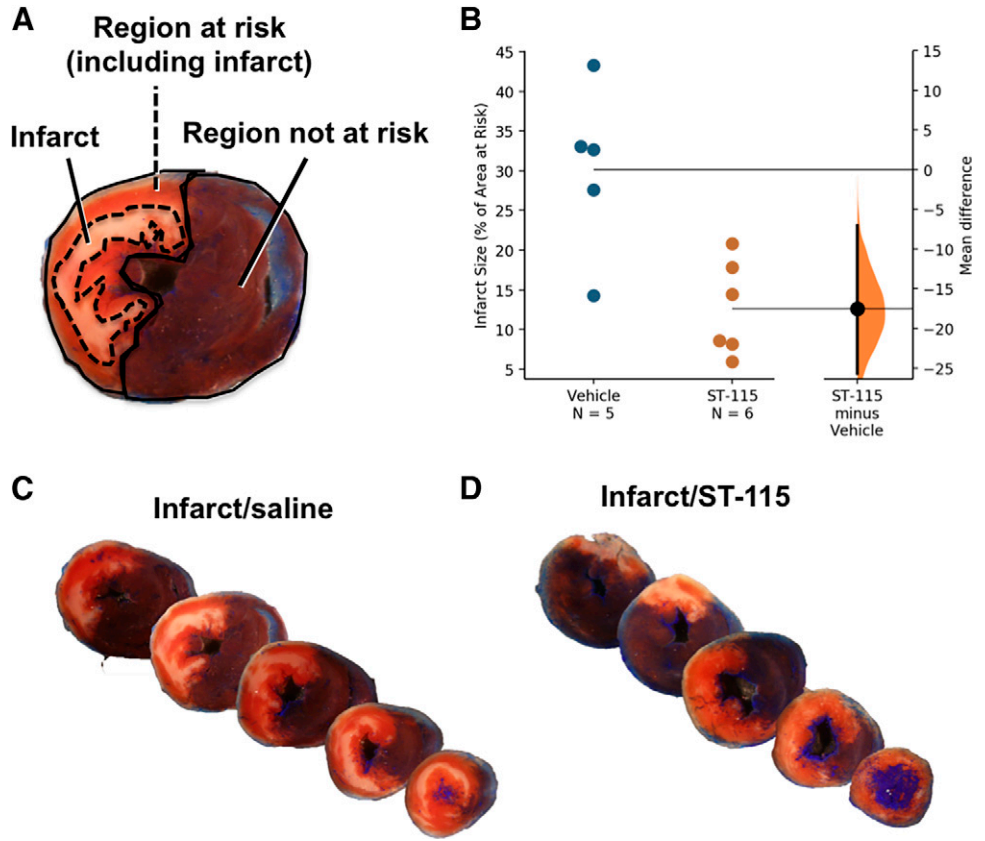 A
Region at risk
(including infarct)
Infarct
Region not at risk
B
45
40
35
30
25
20
15
10
5
Infarct Size (% of Area at Risk)
15
10
5
0
−5
−10
−15
−20
−25
Mean difference
Vehicle
N = 5
ST-115
N = 6
ST-115
minus
Vehicle
C
Infarct/saline
D
Infarct/ST-115